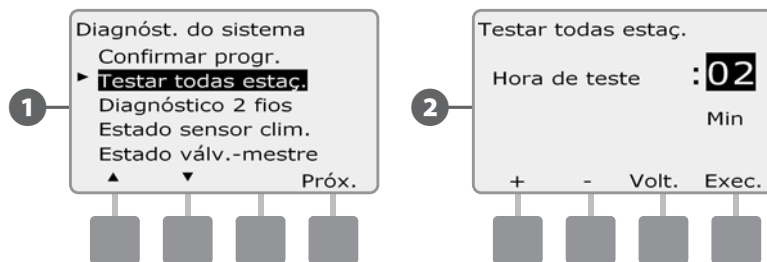 1
Diagnóst. do sistema
Confirmar progr.
Testar todas estaç.
Diagnóstico 2 fios
Estado sensor clim.
Estado válv.-mestre
Próx.
2
Testar todas estaç.
Hora de teste :02
Min
+ - Volt. Exec.